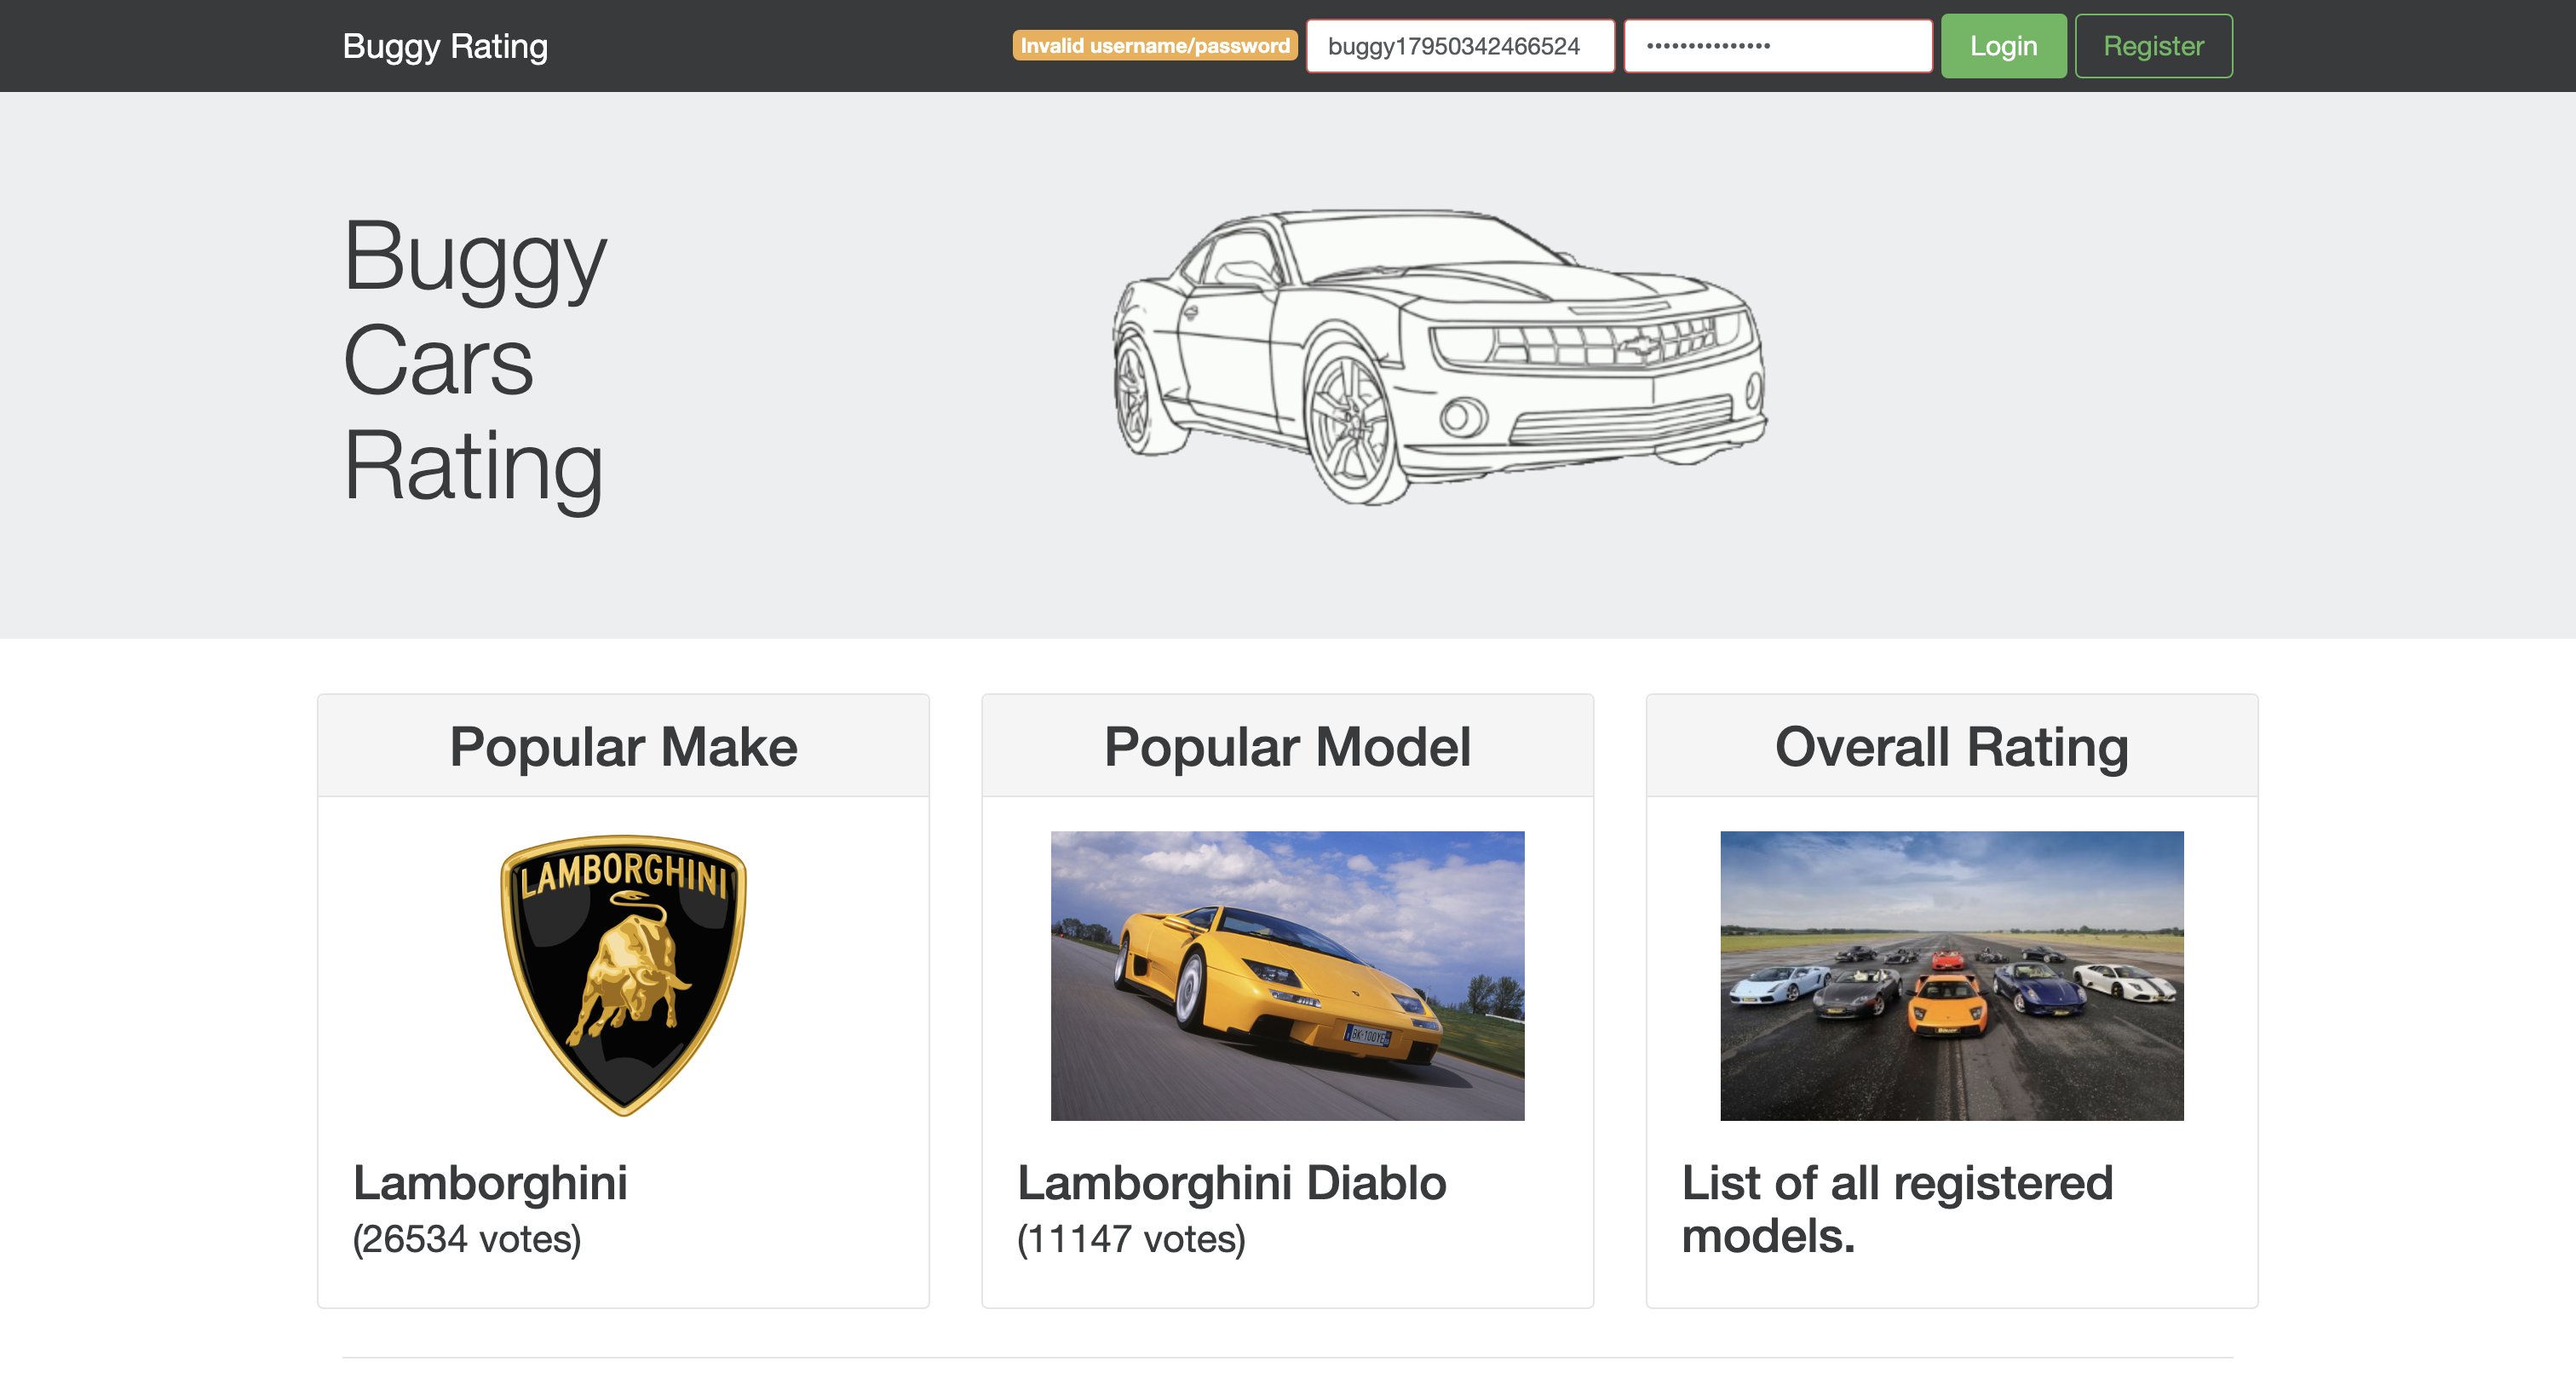 Buggy Rating
Invalid username/password
buggy17950342466524
•••••••••••••••
Login
Register
Buggy
Cars
Rating
Popular Make
Popular Model
Overall Rating
LAMBORGHINI
Lamborghini
(26534 votes)
Lamborghini Diablo
(11147 votes)
List of all registered
models.